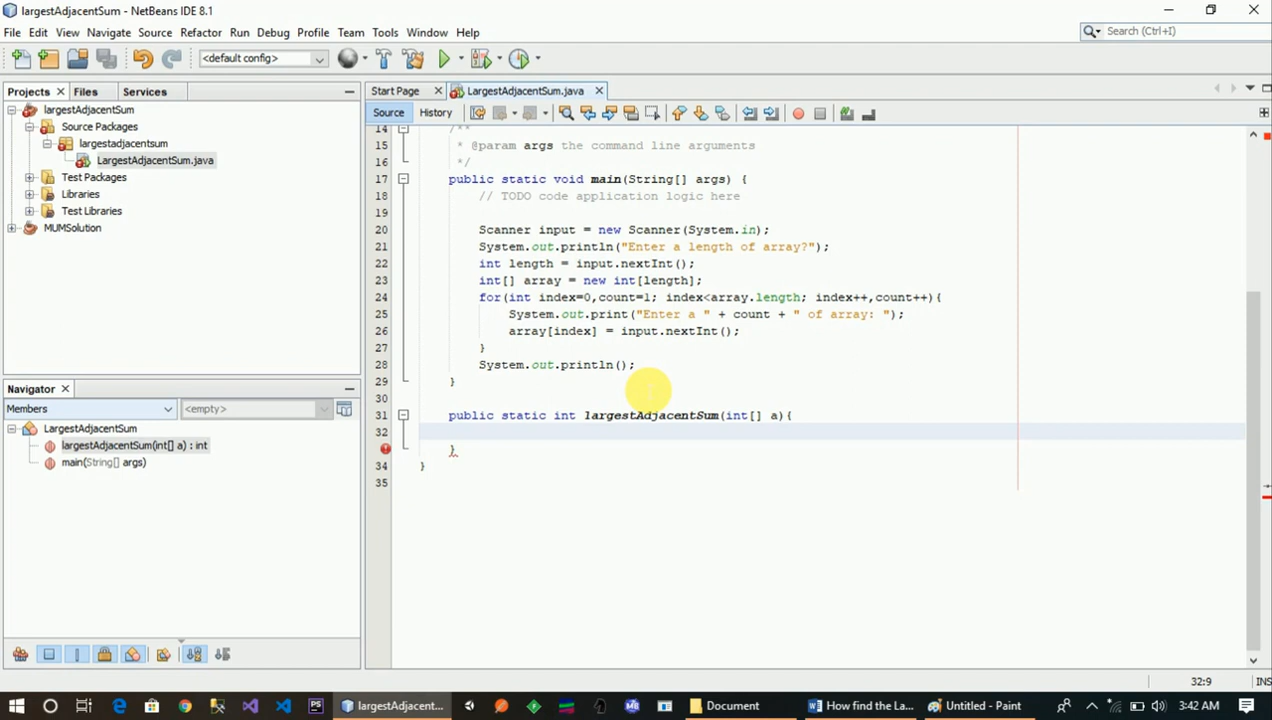 largestAdjacentSum - NetBeans IDE 8.1
File Edit View Navigate Source Refactor Run Debug Profile Team Tools Window Help
Search (Ctrl+I)
<default config>
Projects Files Services
Start Page LargestAdjacentSum.java
Source History
largestAdjacentSum
Source Packages
largestadjacentsum
LargestAdjacentSum.java
Test Packages
Libraries
Test Libraries
MUMSolution
Navigator
Members <empty>
LargestAdjacentSum
largestAdjacentSum(int[] a) : int
main(String[] args)
14 /**
15 * @param args the command line arguments
16 */
17 public static void main(String[] args) {
18 // TODO code application logic here
19
20 Scanner input = new Scanner(System.in);
21 System.out.println("Enter a length of array?");
22 int length = input.nextInt();
23 int[] array = new int[length];
24 for(int index=0,count=1; index<array.length; index++,count++){
25 System.out.print("Enter a " + count + " of array: ");
26 array[index] = input.nextInt();
27 }
28 System.out.println();
29 }
30
31 public static int largestAdjacentSum(int[] a){
32
}
34 }
35
32:9 INS
largestAdjacent... Document How find the La... Untitled - Paint 3:42 AM